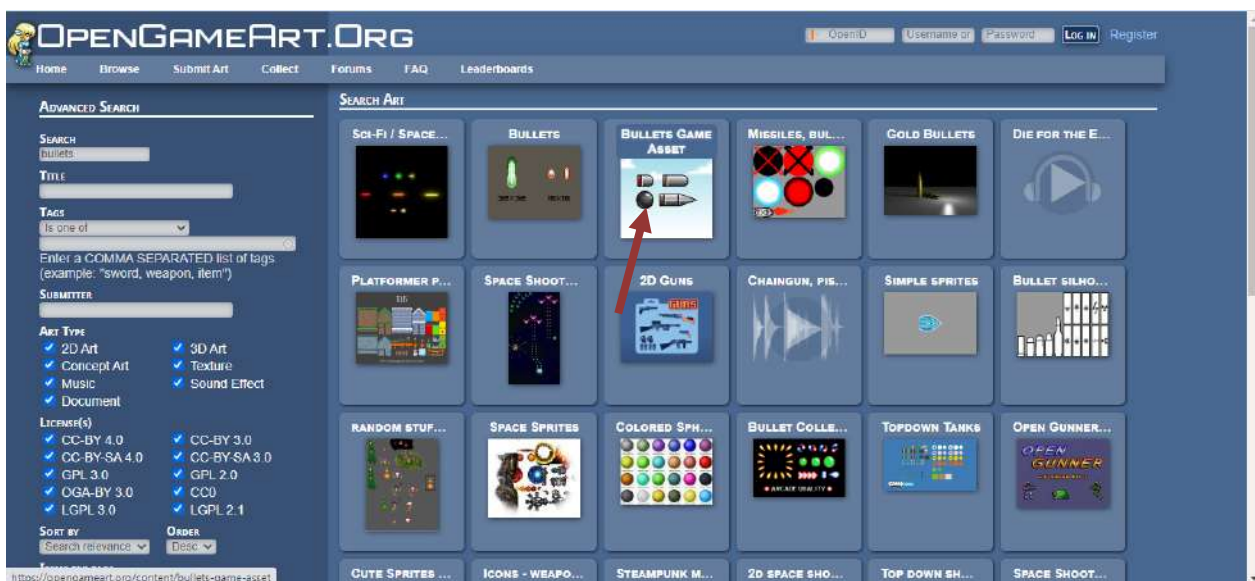 OpenGameArt.Org
OpenID
Username or
Password
Log in
Register
Home Browse Submit Art Collect Forums FAQ Leaderboards
Advanced Search
Search
bullets
Title
Tags
Is one of
Enter a COMMA SEPARATED list of tags
(example: "sword, weapon, item")
Submitter
Art Type
2D Art 3D Art
Concept Art Texture
Music Sound Effect
Document
License(s)
CC-BY 4.0 CC-BY 3.0
CC-BY-SA 4.0 CC-BY-SA 3.0
GPL 3.0 GPL 2.0
OGA-BY 3.0 CC0
LGPL 3.0 LGPL 2.1
Sort by Order
Search relevance Desc
https://opengameart.org/content/bullets-game-asset
Search Art
Sci-Fi / Space...
Bullets
Bullets Game
Asset
Missiles, bul...
Gold Bullets
Die for the E...
Platformer p...
Space Shoot...
2D Guns
GUNS
Chaingun, pis...
Simple sprites
Bullet silho...
random stuf...
Space Sprites
Colored Sph...
Bullet Colle...
BULLET COLLECTION
ARCADE QUALITY
Topdown Tanks
Open Gunner...
OPEN
GUNNER
Cute Sprites ...
Icons - weapo...
Steampunk m...
2D space sho...
Top down sh...
Space Shoot...